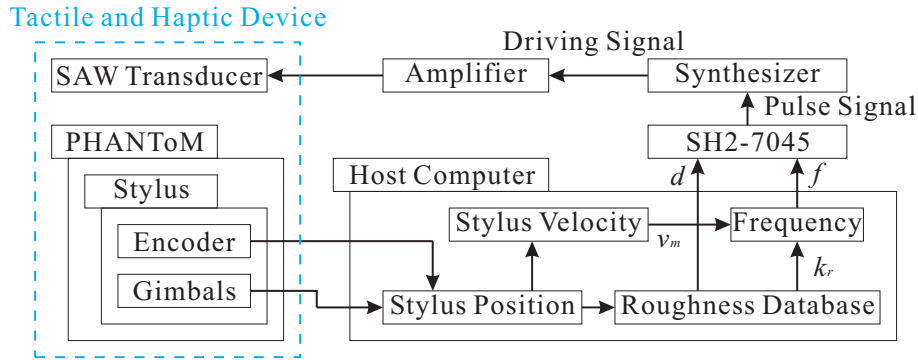 Tactile and Haptic Device
Driving Signal
SAW Transducer
Amplifier
Synthesizer
Pulse Signal
PHANToM
SH2-7045
Host Computer
d
f
Stylus
Stylus Velocity
Frequency
Encoder
vm
kr
Gimbals
Stylus Position
Roughness Database